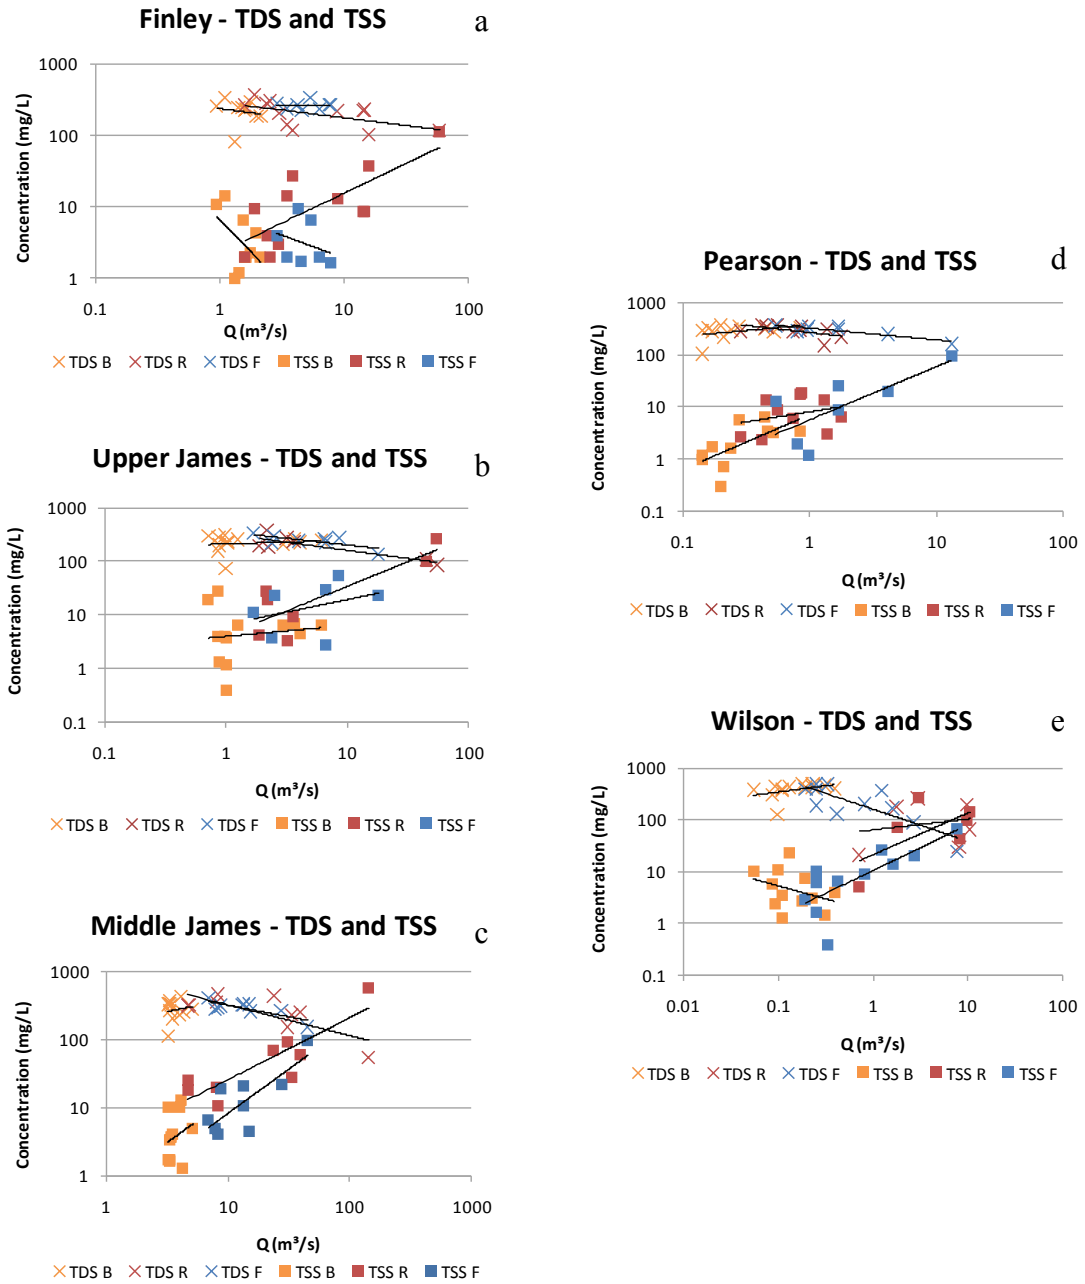 Finley - TDS and TSS
a
Concentration (mg/L)
1000
100
10
1
0.1 1 10 100
Q (m³/s)
TDS B TDS R TDS F TSS B TSS R TSS F
Upper James - TDS and TSS
b
Concentration (mg/L)
1000
100
10
1
0.1
0.1 1 10 100
Q (m³/s)
TDS B TDS R TDS F TSS B TSS R TSS F
Middle James - TDS and TSS
c
Concentration (mg/L)
1000
100
10
1
1 10 100 1000
Q (m³/s)
TDS B TDS R TDS F TSS B TSS R TSS F
Pearson - TDS and TSS
d
Concentration (mg/L)
1000
100
10
1
0.1
0.1 1 10 100
Q (m³/s)
TDS B TDS R TDS F TSS B TSS R TSS F
Wilson - TDS and TSS
e
Concentration (mg/L)
1000
100
10
1
0.1
0.01 0.1 1 10 100
Q (m³/s)
TDS B TDS R TDS F TSS B TSS R TSS F